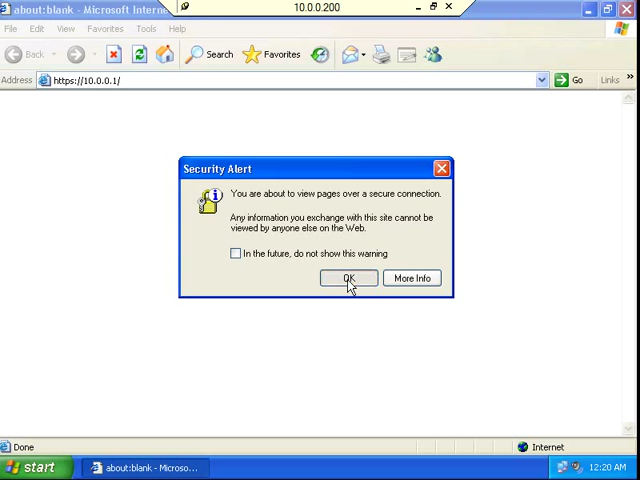 about:blank - Microsoft Interne
10.0.0.200
File Edit View Favorites Tools Help
Back Search Favorites
Address https://10.0.0.1/ Go Links »
Security Alert
You are about to view pages over a secure connection.
Any information you exchange with this site cannot be
viewed by anyone else on the Web.
In the future, do not show this warning
OK More Info
Done Internet
start about:blank - Microso... 12:20 AM